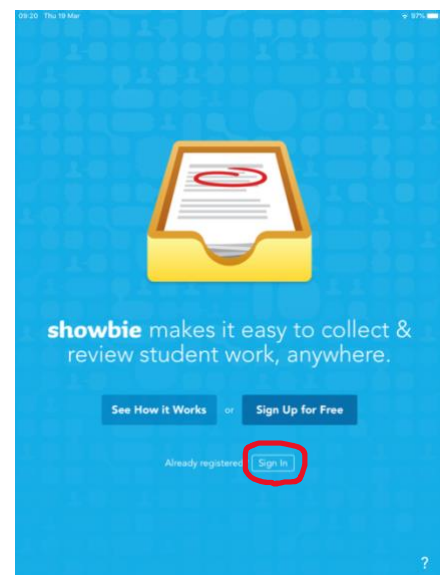 09:20 Thu 19 Mar 97%
showbie makes it easy to collect &
review student work, anywhere.
See How it Works or Sign Up for Free
Already registered Sign In
?